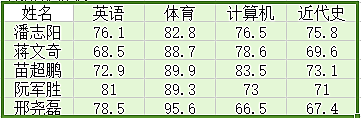 姓名 英语 体育 计算机 近代史
潘志阳 76.1 82.8 76.5 75.8
蒋文奇 68.5 88.7 78.6 69.6
苗超鹏 72.9 89.9 83.5 73.1
阮军胜 81 89.3 73 71
邢尧磊 78.5 95.6 66.5 67.4